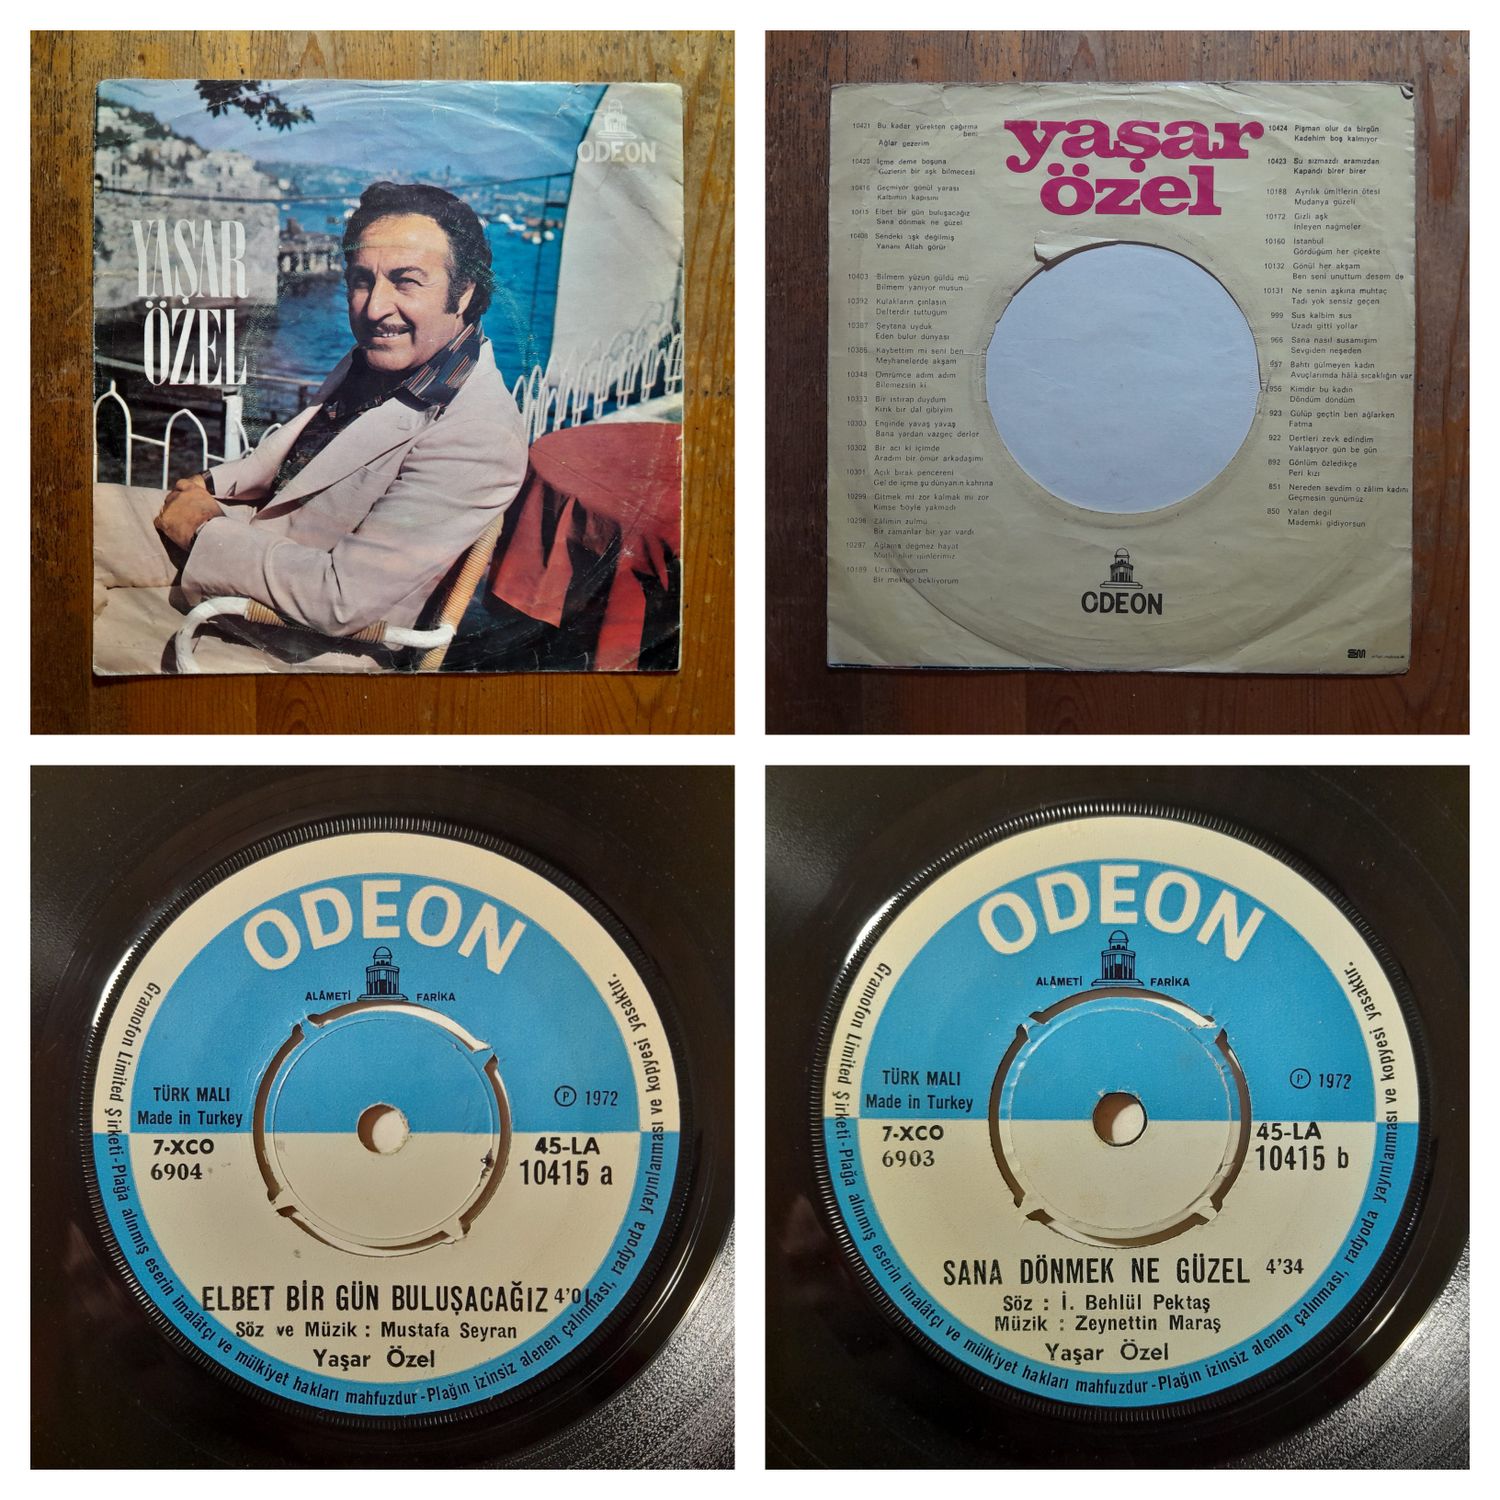 ODEON
YAŞAR
ÖZEL
yaşar
özel
10421 Bu kadar yürekten çağırma
beni
Ağlar gezerim
10420 İçme deme boşuna
Gözlerin bir aşk bilmecesi
10416 Geçmiyor gönül yarası
Kalbimin kapısını
10415 Elbet bir gün buluşacağız
Sana dönmek ne güzel
10408 Sendeki aşk değilmiş
Yananı Allah görür
10403 Bilmem yüzün güldü mü
Bilmem yanıyor musun
10392 Kulakların çınlasın
Defterdir tuttuğum
10387 Şeytana uyduk
Eden bulur dünyası
10386 Kaybettim mi seni ben
Meyhanelerde akşam
10348 Ömrümce adım adım
Bilemezsin ki
10333 Bir ıstırap duydum
Kırık bir dal gibiyim
10303 Enginde yavaş yavaş
Bana yardan vazgeç derler
10302 Bir acı ki içimde
Aradım bir ömür arkadaşımı
10301 Açık bırak pencereni
Gel de içme şu dünyanın kahrına
10299 Gitmek mi zor kalmak mı zor
Kimse böyle yakmadı
10298 Zâlimin zulmü
Bir zamanlar bir yar vardı
10297 Ağlama değmez hayat
Mutlu olur günlerimiz
10189 Unutamıyorum
Bir mektup bekliyorum
10424 Pişman olur da birgün
Kadehim boş kalmıyor
10423 Su sızmazdı aramızdan
Kapandı birer birer
10188 Ayrılık ümitlerin ötesi
Mudanya güzeli
10172 Gizli aşk
İnleyen nağmeler
10160 İstanbul
Gördüğüm her çiçekte
10132 Gönül her akşam
Ben seni unuttum desem de
10131 Ne senin aşkına muhtaç
Tadı yok sensiz geçen
999 Sus kalbim sus
Uzadı gitti yollar
966 Sana nasıl susamışım
Sevgiden neşeden
957 Bahtı gülmeyen kadın
Avuçlarımda hâlâ sıcaklığın var
956 Kimdir bu kadın
Döndüm döndüm
923 Gülüp geçtin ben ağlarken
Fatma
922 Dertleri zevk edindim
Yaklaşıyor gün be gün
892 Gönlüm özledikçe
Peri kızı
851 Nereden sevdim o zâlim kadını
Geçmesin günümüz
850 Yalan değil
Mademki gidiyorsun
ODEON
ODEON
ALÂMETİ FARİKA
TÜRK MALI
Made in Turkey
℗ 1972
7-XCO
6904
45-LA
10415 a
ELBET BİR GÜN BULUŞACAĞIZ 4'01
Söz ve Müzik : Mustafa Seyran
Yaşar Özel
Gramofon Limited Şirketi - Plağa alınmış eserin imalâtçı ve mülkiyet hakları mahfuzdur - Plağın izinsiz alenen çalınması, radyoda yayınlanması ve kopyesi yasaktır.
ODEON
ALÂMETİ FARİKA
TÜRK MALI
Made in Turkey
℗ 1972
7-XCO
6903
45-LA
10415 b
SANA DÖNMEK NE GÜZEL 4'34
Söz : İ. Behlül Pektaş
Müzik : Zeynettin Maraş
Yaşar Özel
Gramofon Limited Şirketi - Plağa alınmış eserin imalâtçı ve mülkiyet hakları mahfuzdur - Plağın izinsiz alenen çalınması, radyoda yayınlanması ve kopyesi yasaktır.